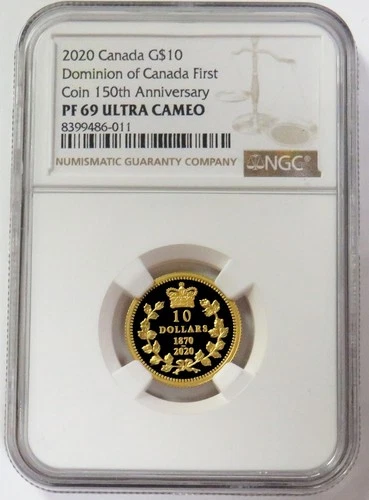 2020 Canada G$10
Dominion of Canada First
Coin 150th Anniversary
PF 69 ULTRA CAMEO
8399486-011
NUMISMATIC GUARANTY COMPANY
NGC
10
DOLLARS
1870
2020